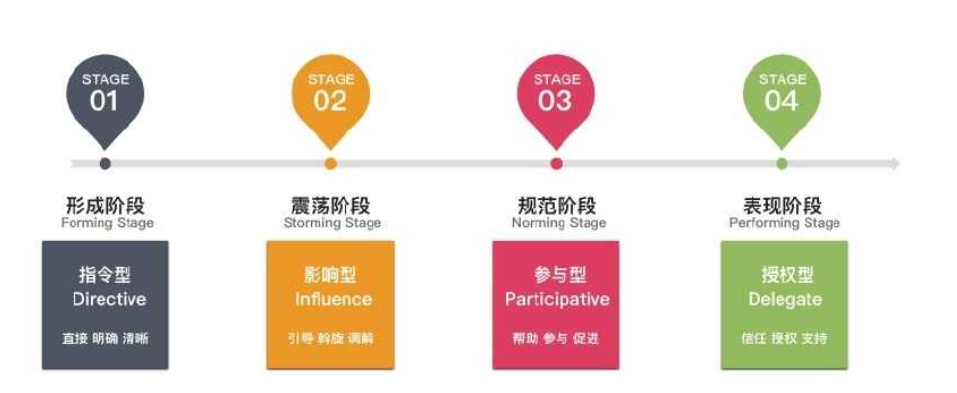 STAGE
01
STAGE
02
STAGE
03
STAGE
04
形成阶段
Forming Stage
震荡阶段
Storming Stage
规范阶段
Norming Stage
表现阶段
Performing Stage
指令型
Directive
直接 明确 清晰
影响型
Influence
引导 斡旋 调解
参与型
Participative
帮助 参与 促进
授权型
Delegate
信任 授权 支持